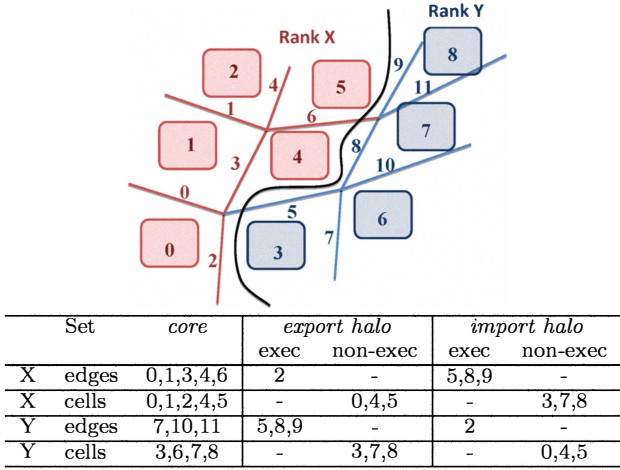 Rank Y
Rank X
8
9
2
4
5
11
1
6
7
1
3
4
8
10
0
5
6
0
2
3
7
Set core export halo import halo
exec non-exec exec non-exec
X edges 0,1,3,4,6 2 - 5,8,9 -
X cells 0,1,2,4,5 - 0,4,5 - 3,7,8
Y edges 7,10,11 5,8,9 - 2 -
Y cells 3,6,7,8 - 3,7,8 - 0,4,5